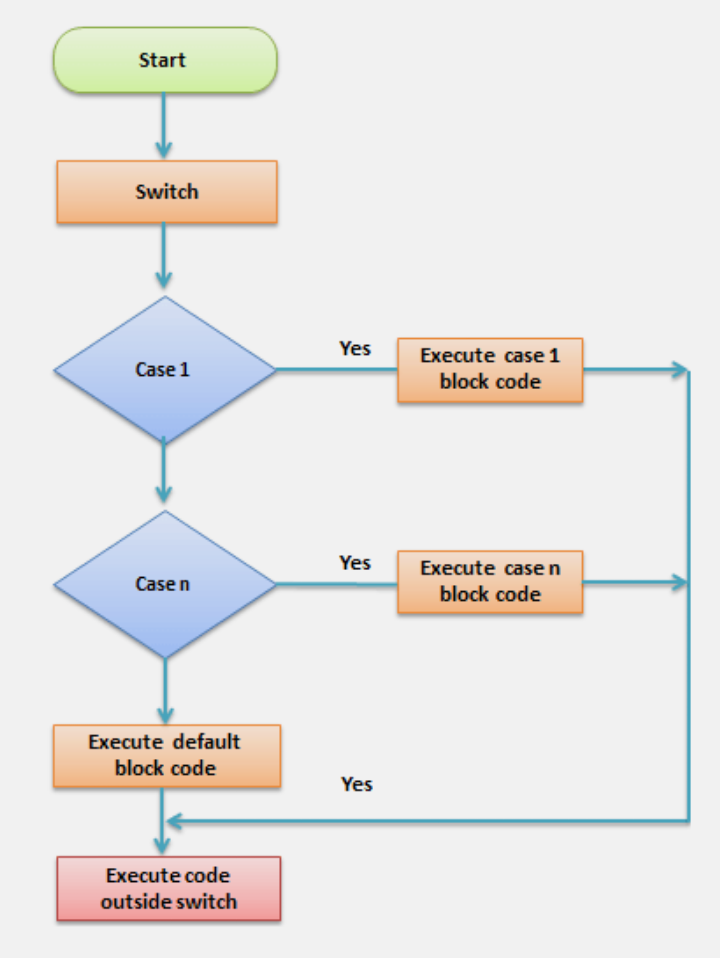 Start
Switch
Case 1
Yes
Execute case 1
block code
Case n
Yes
Execute case n
block code
Execute default
block code
Yes
Execute code
outside switch